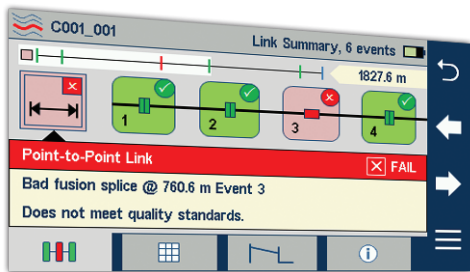 C001_001
Link Summary, 6 events
1827.6 m
1
2
3
4
Point-to-Point Link
FAIL
Bad fusion splice @ 760.6 m Event 3
Does not meet quality standards.